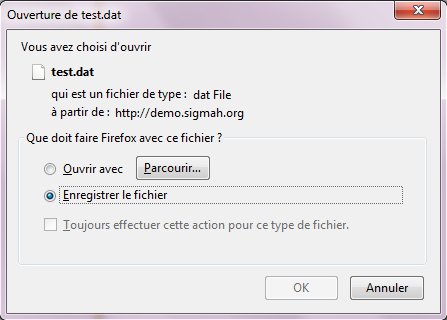 Ouverture de test.dat
Vous avez choisi d'ouvrir
test.dat
qui est un fichier de type : dat File
à partir de : http://demo.sigmah.org
Que doit faire Firefox avec ce fichier ?
Ouvrir avec Parcourir...
Enregistrer le fichier
Toujours effectuer cette action pour ce type de fichier.
OK Annuler